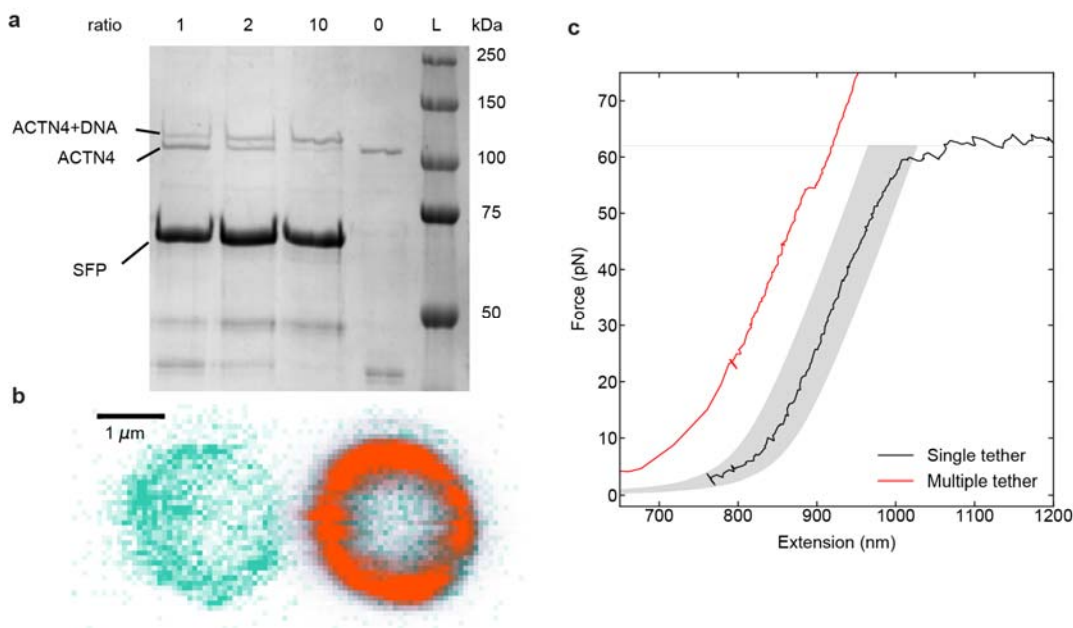 a
ratio 1 2 10 0 L kDa
250
150
ACTN4+DNA
ACTN4
100
75
SFP
50
b
1 μm
c
Force (pN)
70
60
50
40
30
20
10
0
Single tether
Multiple tether
700 800 900 1000 1100 1200
Extension (nm)